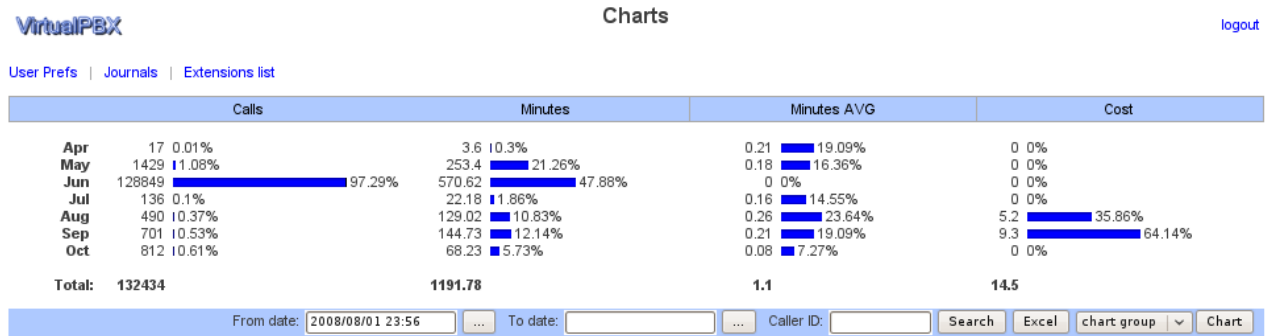 VirtualPBX
Charts
logout
User Prefs | Journals | Extensions list
Calls Minutes Minutes AVG Cost
Apr 17 0.01% 3.6 0.3% 0.21 19.09% 0 0%
May 1429 1.08% 253.4 21.26% 0.18 16.36% 0 0%
Jun 128849 97.29% 570.62 47.88% 0 0% 0 0%
Jul 136 0.1% 22.18 1.86% 0.16 14.55% 0 0%
Aug 490 0.37% 129.02 10.83% 0.26 23.64% 5.2 35.86%
Sep 701 0.53% 144.73 12.14% 0.21 19.09% 9.3 64.14%
Oct 812 0.61% 68.23 5.73% 0.08 7.27% 0 0%
Total: 132434 1191.78 1.1 14.5
From date: 2008/08/01 23:56 ... To date: ... Caller ID: Search Excel chart group Chart